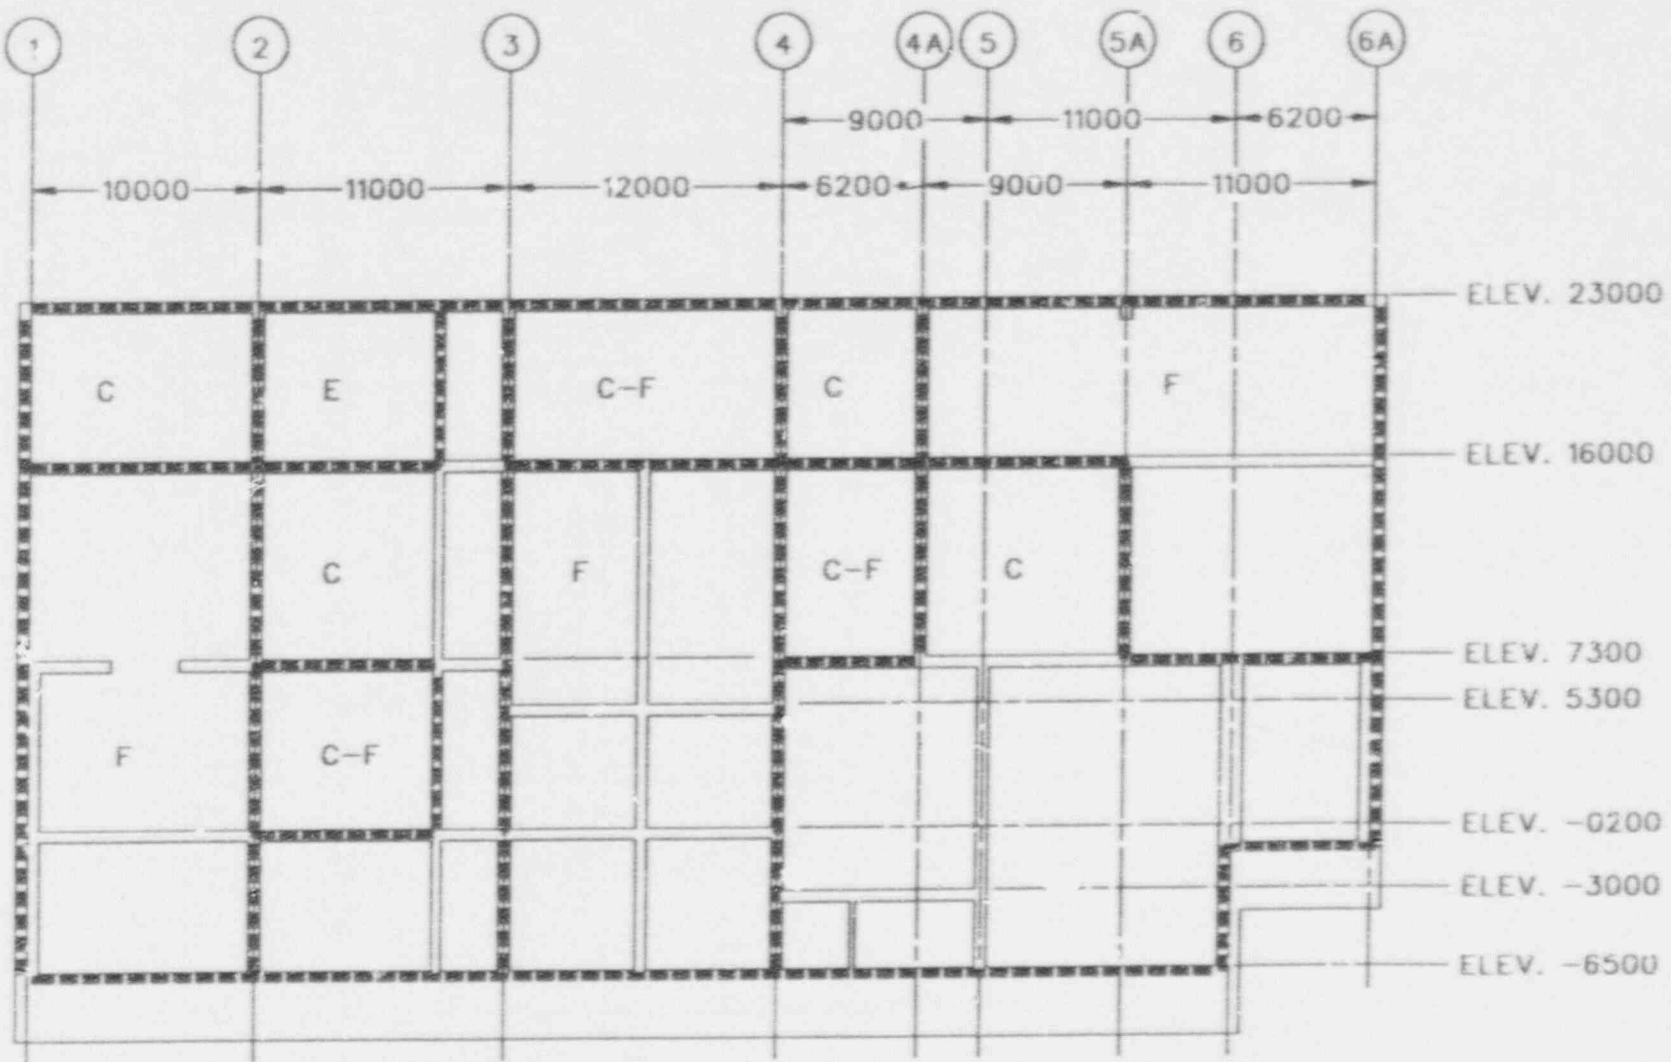 1 2 3 4 4A 5 5A 6 6A
9000 11000 6200
10000 11000 12000 6200 9000 11000
ELEV. 23000
C E C-F C F
ELEV. 16000
C F C-F C
ELEV. 7300
ELEV. 5300
F C-F
ELEV. -0200
ELEV. -3000
ELEV. -6500